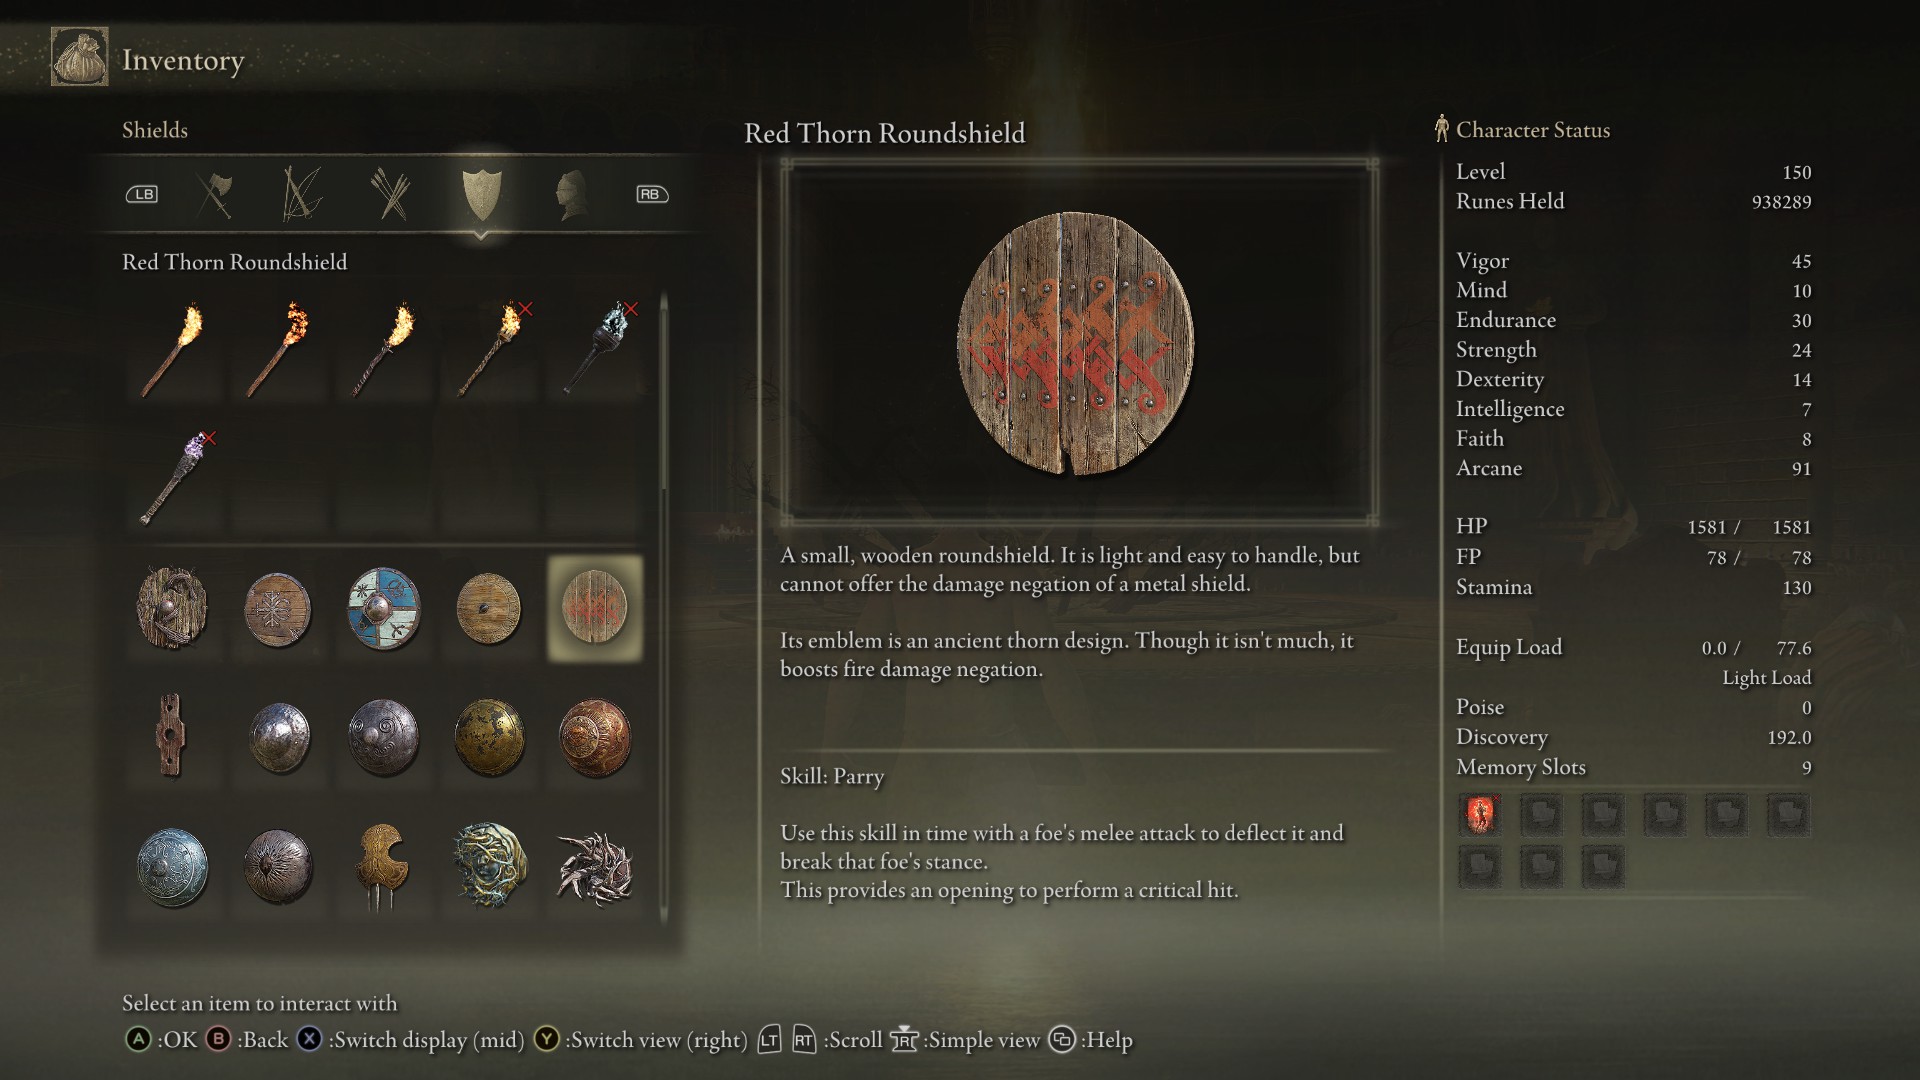 Inventory
Shields
LB
RB
Red Thorn Roundshield
Red Thorn Roundshield
A small, wooden roundshield. It is light and easy to handle, but
cannot offer the damage negation of a metal shield.
Its emblem is an ancient thorn design. Though it isn't much, it
boosts fire damage negation.
Skill: Parry
Use this skill in time with a foe's melee attack to deflect it and
break that foe's stance.
This provides an opening to perform a critical hit.
Character Status
Level 150
Runes Held 938289
Vigor 45
Mind 10
Endurance 30
Strength 24
Dexterity 14
Intelligence 7
Faith 8
Arcane 91
HP 1581 / 1581
FP 78 / 78
Stamina 130
Equip Load 0.0 / 77.6
Light Load
Poise 0
Discovery 192.0
Memory Slots 9
Select an item to interact with
A :OK B :Back X :Switch display (mid) Y :Switch view (right) LT RT :Scroll R :Simple view :Help